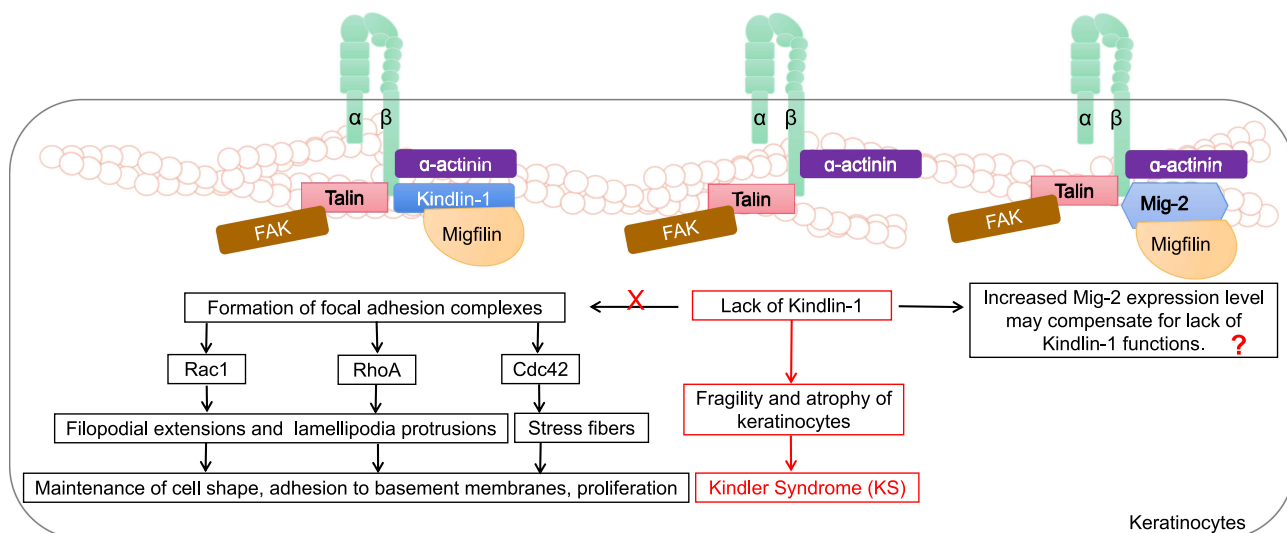 α β
α β
α β
α-actinin
α-actinin
α-actinin
Talin
Kindlin-1
Talin
Talin
Mig-2
FAK
Migfilin
FAK
FAK
Migfilin
Formation of focal adhesion complexes
X
Lack of Kindlin-1
Increased Mig-2 expression level
may compensate for lack of
Kindlin-1 functions. ?
Rac1
RhoA
Cdc42
Fragility and atrophy of
keratinocytes
Filopodial extensions and lamellipodia protrusions
Stress fibers
Maintenance of cell shape, adhesion to basement membranes, proliferation
Kindler Syndrome (KS)
Keratinocytes